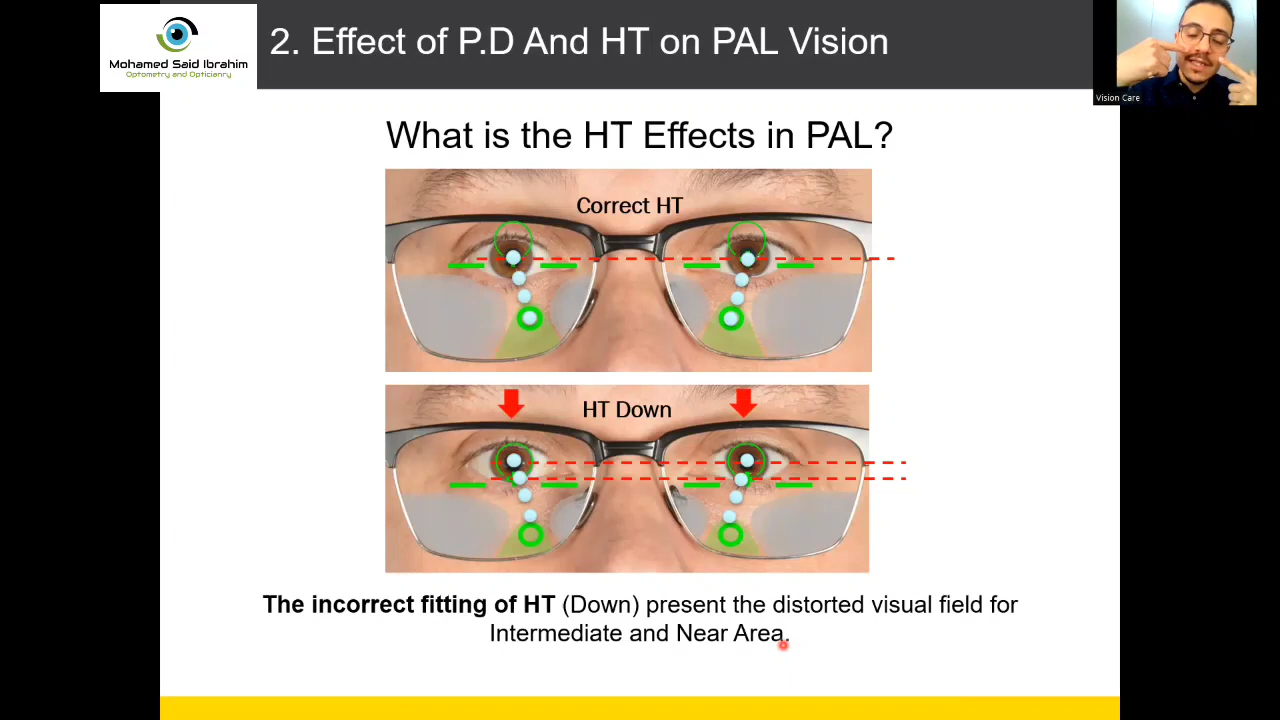 Mohamed Said Ibrahim
Optometry and Opticianry
2. Effect of P.D And HT on PAL Vision
Vision Care
What is the HT Effects in PAL?
Correct HT
HT Down
The incorrect fitting of HT (Down) present the distorted visual field for
Intermediate and Near Area.